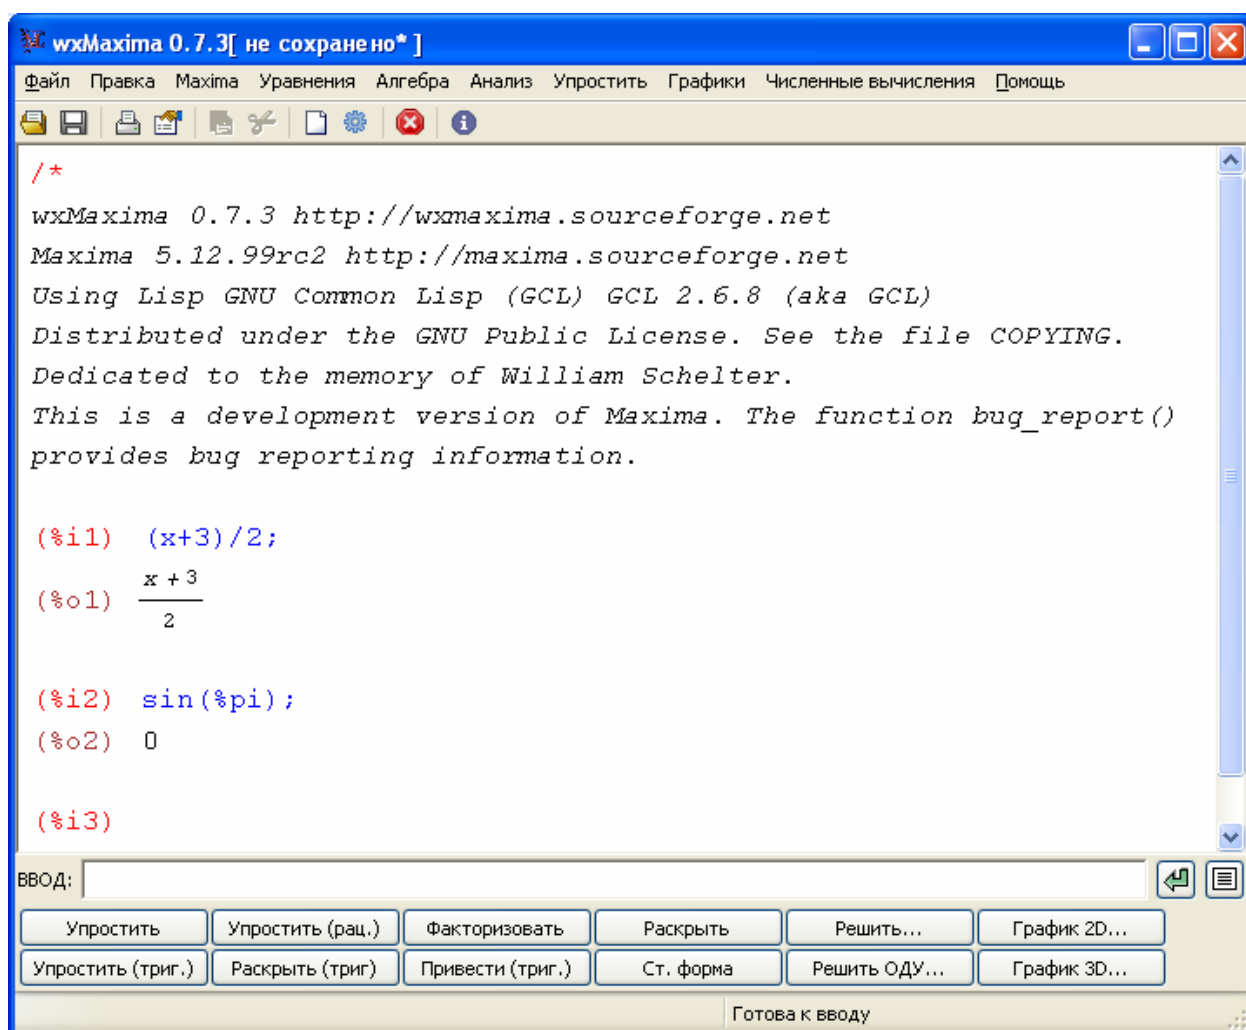 wxMaxima 0.7.3[ не сохранено* ]
Файл Правка Maxima Уравнения Алгебра Анализ Упростить Графики Численные вычисления Помощь
/*
wxMaxima 0.7.3 http://wxmaxima.sourceforge.net
Maxima 5.12.99rc2 http://maxima.sourceforge.net
Using Lisp GNU Common Lisp (GCL) GCL 2.6.8 (aka GCL)
Distributed under the GNU Public License. See the file COPYING.
Dedicated to the memory of William Schelter.
This is a development version of Maxima. The function bug_report()
provides bug reporting information.
(%i1) (x+3)/2;
x + 3
(%o1)
2
(%i2) sin(%pi);
(%o2) 0
(%i3)
ВВОД:
Упростить Упростить (рац.) Факторизовать Раскрыть Решить... График 2D...
Упростить (триг.) Раскрыть (триг) Привести (триг.) Ст. форма Решить ОДУ... График 3D...
Готова к вводу